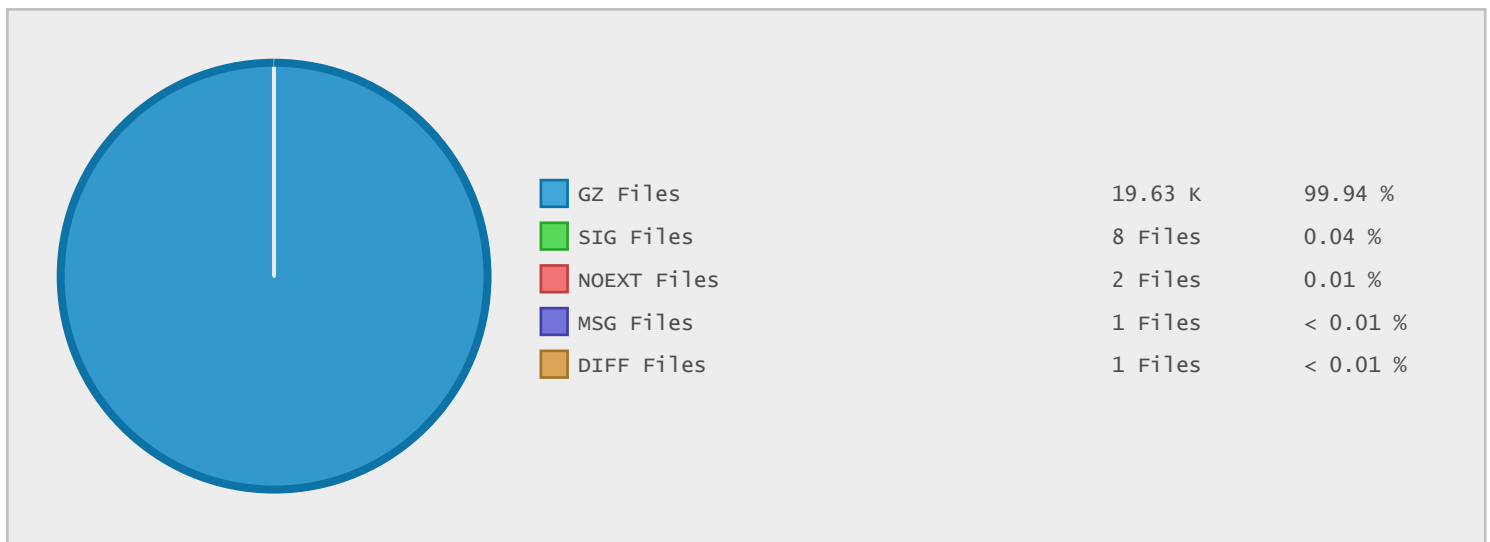 GZ Files 19.63 K 99.94 %
SIG Files 8 Files 0.04 %
NOEXT Files 2 Files 0.01 %
MSG Files 1 Files < 0.01 %
DIFF Files 1 Files < 0.01 %